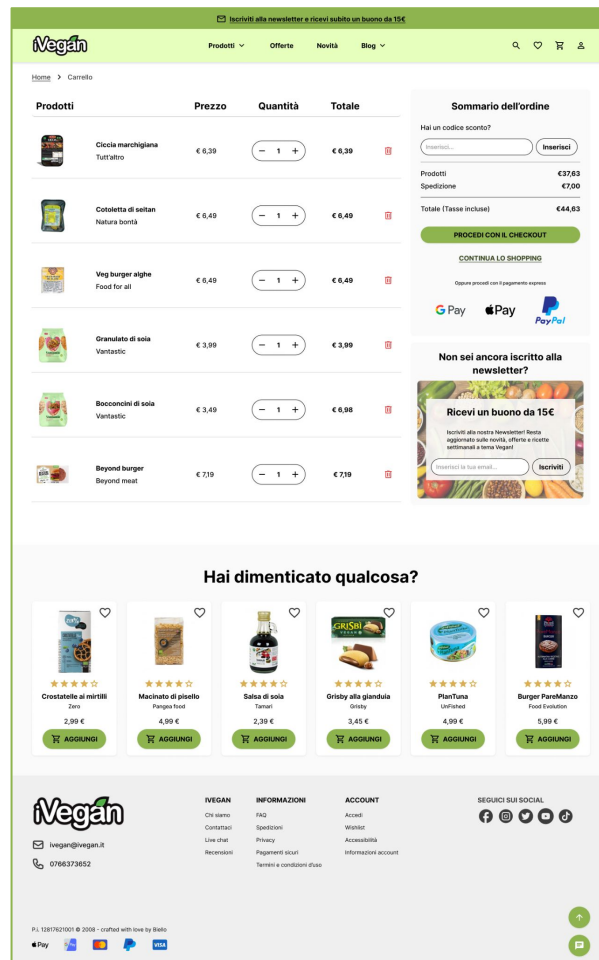 Iscriviti alla newsletter e ricevi subito un buono da 15€
iVegan
Prodotti
Offerte
Novità
Blog
Home > Carrello
Prodotti
Prezzo
Quantità
Totale
Ciccia marchigiana
Tutt'altro
€ 6,39
− 1 +
€ 6,39
Cotoletta di seitan
Natura bontà
€ 6,49
− 1 +
€ 6,49
Veg burger alghe
Food for all
€ 6,49
− 1 +
€ 6,49
Granulato di soia
Vantastic
€ 3,99
− 1 +
€ 3,99
Bocconcini di soia
Vantastic
€ 3,49
− 1 +
€ 6,98
Beyond burger
Beyond meat
€ 7,19
− 1 +
€ 7,19
Sommario dell'ordine
Hai un codice sconto?
Inserisci...
Inserisci
Prodotti
€37,63
Spedizione
€7,00
Totale (Tasse incluse)
€44,63
PROCEDI CON IL CHECKOUT
CONTINUA LO SHOPPING
Oppure procedi con il pagamento express
G Pay
Pay
PayPal
Non sei ancora iscritto alla
newsletter?
Ricevi un buono da 15€
Iscriviti alla nostra Newsletter! Resta
aggiornato sulle novità, offerte e ricette
settimanali a tema Vegan!
Inserisci la tua email...
Iscriviti
Hai dimenticato qualcosa?
Crostatelle ai mirtilli
Zero
2,99 €
AGGIUNGI
Macinato di pisello
Pangea food
4,99 €
AGGIUNGI
Salsa di soia
Tamari
2,39 €
AGGIUNGI
GRISBÌ
Grisby alla gianduia
Grisby
3,45 €
AGGIUNGI
PlanTuna
UnFished
4,99 €
AGGIUNGI
Burger PareManzo
Food Evolution
5,99 €
AGGIUNGI
iVegan
ivegan@ivegan.it
0766373652
IVEGAN
Chi siamo
Contattaci
Live chat
Recensioni
INFORMAZIONI
FAQ
Spedizioni
Privacy
Pagamenti sicuri
Termini e condizioni d'uso
ACCOUNT
Accedi
Wishlist
Accessibilità
Informazioni account
SEGUICI SUI SOCIAL
P.i. 12817621001 © 2008 - crafted with love by Biello
Pay
VISA